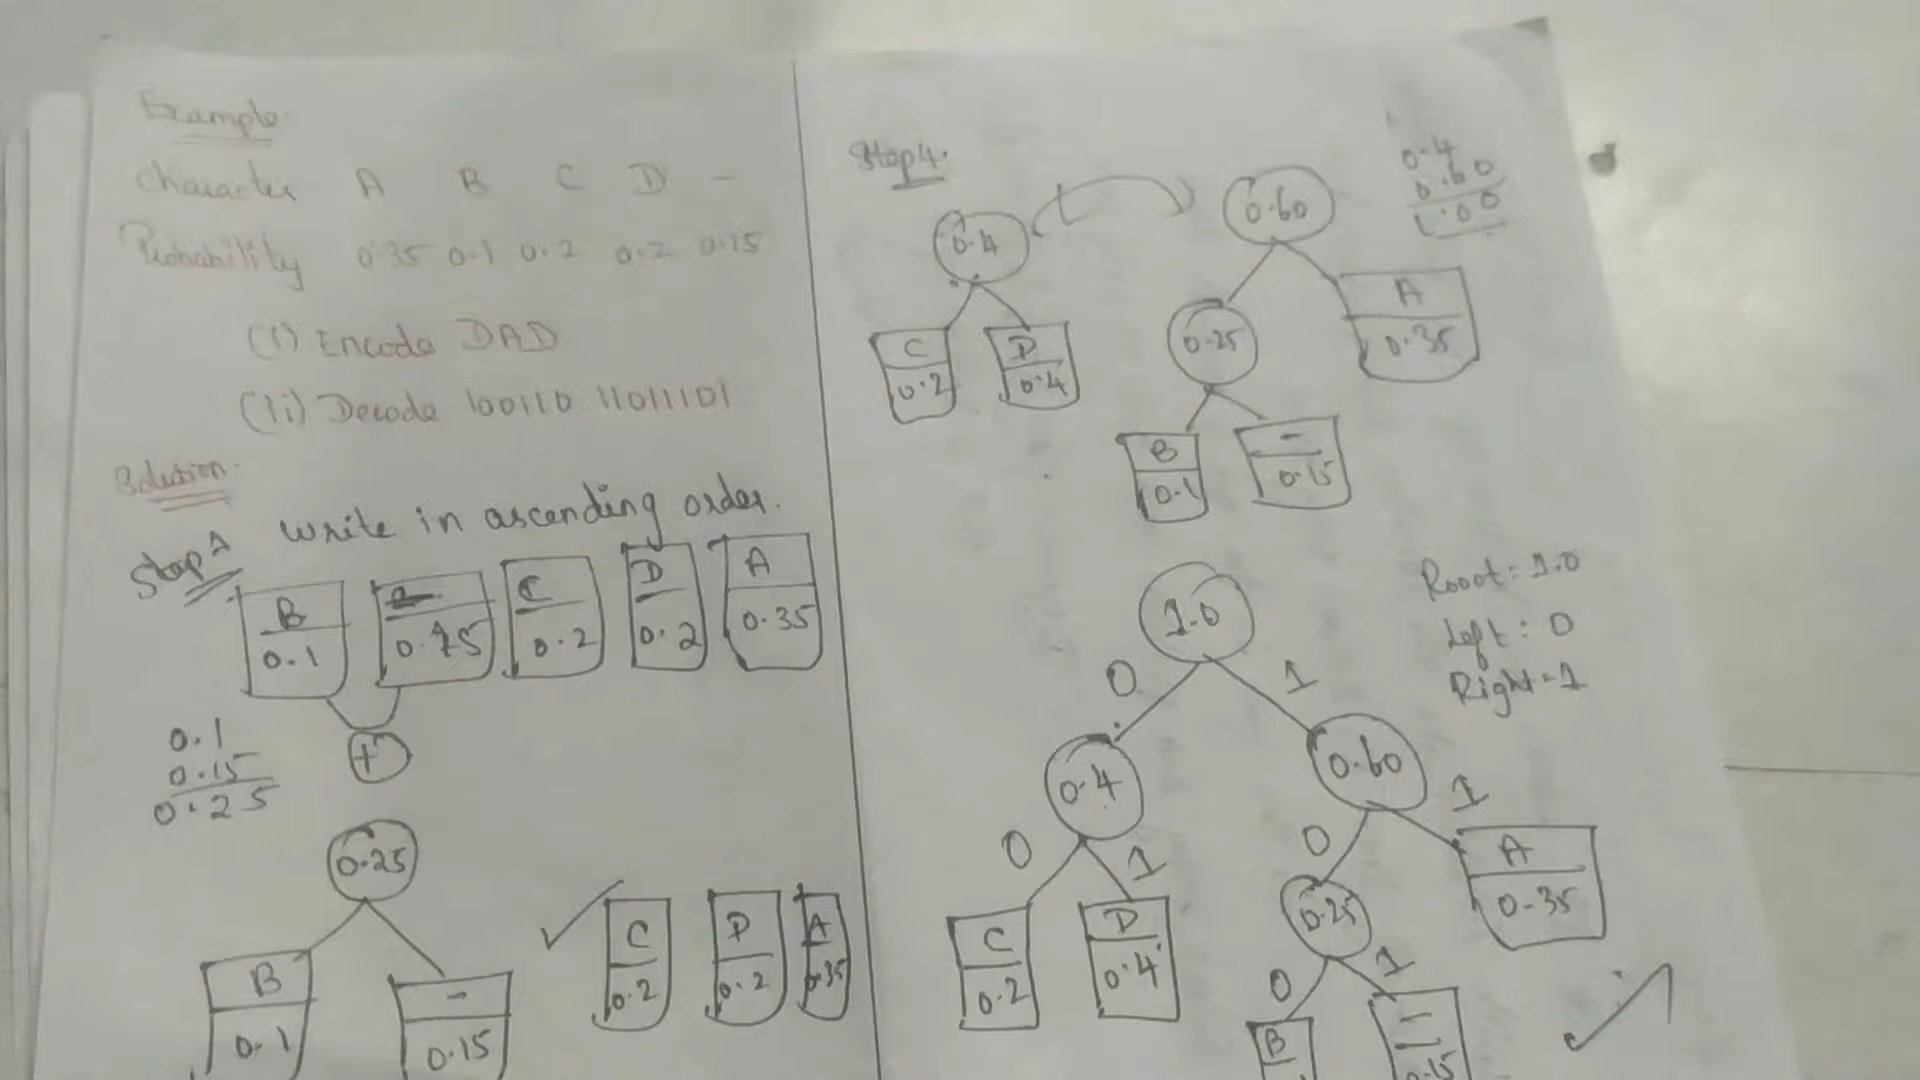 Example
Character A B C D -
Probability 0.35 0.1 0.2 0.2 0.15
(i) Encode DAD
(ii) Decode 100110 11011101
Solution:
Step 1 write in ascending order.
B - C D A
0.1 0.15 0.2 0.2 0.35
+
0.1
0.15
0.25
0.25
C D A
0.2 0.2 0.35
B -
0.1 0.15
Step 4.
0.4
0.60
1.00
0.4 0.60
C D
0.2 0.4
0.25
A
0.35
B -
0.1 0.15
Rooot: 1.0
Left: 0
Right = 1
1.0
0 1
0.4 0.60
0 1 0 1
C D
0.2 0.4
0.25
A
0.35
0 1
B -
0.15